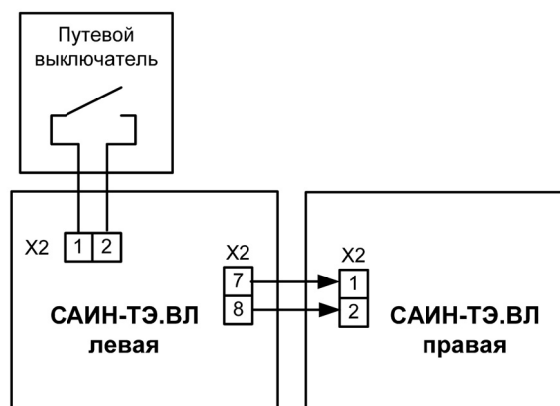 Путевой
выключатель
X2 1 2
X2
7
8
САИН-ТЭ.ВЛ
левая
X2
1
2
САИН-ТЭ.ВЛ
правая